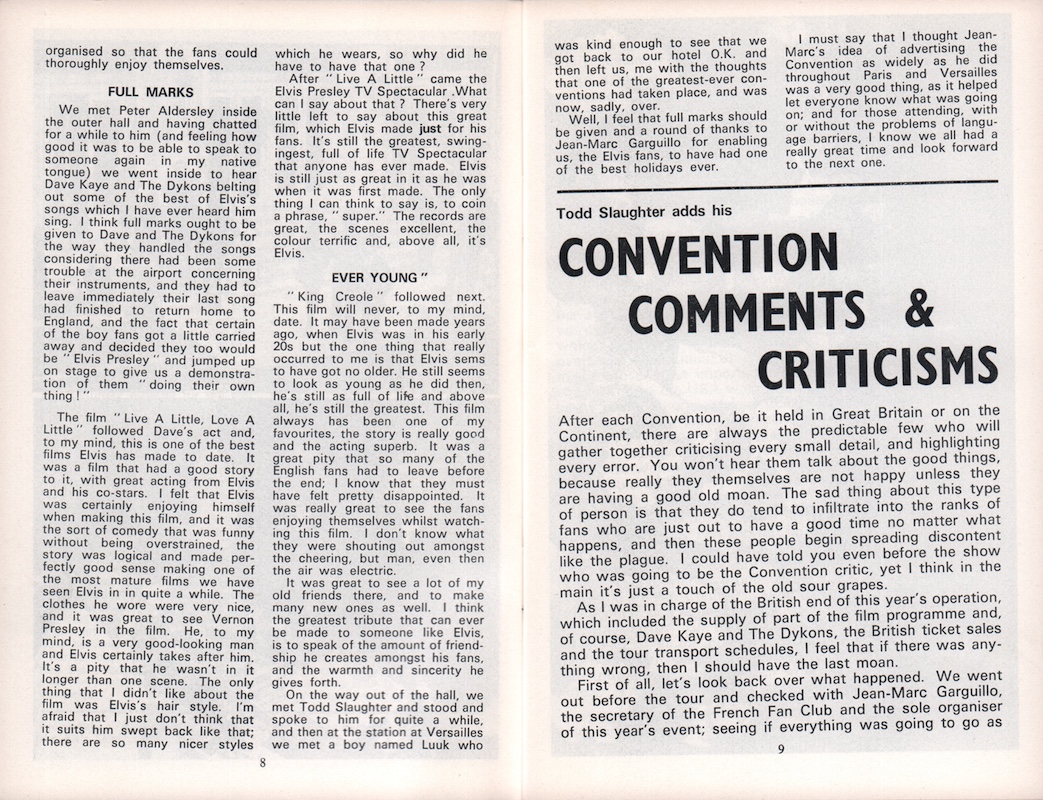 organised so that the fans could
thoroughly enjoy themselves.
FULL MARKS
We met Peter Aldersley inside
the outer hall and having chatted
for a while to him (and feeling how
good it was to be able to speak to
someone again in my native
tongue) we went inside to hear
Dave Kaye and The Dykons belting
out some of the best of Elvis's
songs which I have ever heard him
sing. I think full marks ought to be
given to Dave and The Dykons for
the way they handled the songs
considering there had been some
trouble at the airport concerning
their instruments, and they had to
leave immediately their last song
had finished to return home to
England, and the fact that certain
of the boy fans got a little carried
away and decided they too would
be " Elvis Presley " and jumped up
on stage to give us a demonstra-
tion of them " doing their own
thing ! "
The film " Live A Little, Love A
Little " followed Dave's act and,
to my mind, this is one of the best
films Elvis has made to date. It
was a film that had a good story
to it, with great acting from Elvis
and his co-stars. I felt that Elvis
was certainly enjoying himself
when making this film, and it was
the sort of comedy that was funny
without being overstrained, the
story was logical and made per-
fectly good sense making one of
the most mature films we have
seen Elvis in in quite a while. The
clothes he wore were very nice,
and it was great to see Vernon
Presley in the film. He, to my
mind, is a very good-looking man
and Elvis certainly takes after him.
It's a pity that he wasn't in it
longer than one scene. The only
thing that I didn't like about the
film was Elvis's hair style. I'm
afraid that I just don't think that
it suits him swept back like that;
there are so many nicer styles
which he wears, so why did he
have to have that one ?
After " Live A Little " came the
Elvis Presley TV Spectacular .What
can I say about that ? There's very
little left to say about this great
film, which Elvis made just for his
fans. It's still the greatest, swing-
ingest, full of life TV Spectacular
that anyone has ever made. Elvis
is still just as great in it as he was
when it was first made. The only
thing I can think to say is, to coin
a phrase, " super." The records are
great, the scenes excellent, the
colour terrific and, above all, it's
Elvis.
EVER YOUNG "
" King Creole " followed next.
This film will never, to my mind,
date. It may have been made years
ago, when Elvis was in his early
20s but the one thing that really
occurred to me is that Elvis sems
to have got no older. He still seems
to look as young as he did then,
he's still as full of life and above
all, he's still the greatest. This film
always has been one of my
favourites, the story is really good
and the acting superb. It was a
great pity that so many of the
English fans had to leave before
the end; I know that they must
have felt pretty disappointed. It
was really great to see the fans
enjoying themselves whilst watch-
ing this film. I don't know what
they were shouting out amongst
the cheering, but man, even then
the air was electric.
It was great to see a lot of my
old friends there, and to make
many new ones as well. I think
the greatest tribute that can ever
be made to someone like Elvis,
is to speak of the amount of friend-
ship he creates amongst his fans,
and the warmth and sincerity he
gives forth.
On the way out of the hall, we
met Todd Slaughter and stood and
spoke to him for quite a while,
and then at the station at Versailles
we met a boy named Luuk who
8
was kind enough to see that we
got back to our hotel O.K. and
then left us, me with the thoughts
that one of the greatest-ever con-
ventions had taken place, and was
now, sadly, over.
Well, I feel that full marks should
be given and a round of thanks to
Jean-Marc Garguillo for enabling
us, the Elvis fans, to have had one
of the best holidays ever.
I must say that I thought Jean-
Marc's idea of advertising the
Convention as widely as he did
throughout Paris and Versailles
was a very good thing, as it helped
let everyone know what was going
on; and for those attending, with
or without the problems of langu-
age barriers, I know we all had a
really great time and look forward
to the next one.
Todd Slaughter adds his
CONVENTION
COMMENTS &
CRITICISMS
After each Convention, be it held in Great Britain or on the
Continent, there are always the predictable few who will
gather together criticising every small detail, and highlighting
every error. You won't hear them talk about the good things,
because really they themselves are not happy unless they
are having a good old moan. The sad thing about this type
of person is that they do tend to infiltrate into the ranks of
fans who are just out to have a good time no matter what
happens, and then these people begin spreading discontent
like the plague. I could have told you even before the show
who was going to be the Convention critic, yet I think in the
main it's just a touch of the old sour grapes.
As I was in charge of the British end of this year's operation,
which included the supply of part of the film programme and,
of course, Dave Kaye and The Dykons, the British ticket sales
and the tour transport schedules, I feel that if there was any-
thing wrong, then I should have the last moan.
First of all, let's look back over what happened. We went
out before the tour and checked with Jean-Marc Garguillo,
the secretary of the French Fan Club and the sole organiser
of this year's event; seeing if everything was going to go as
9